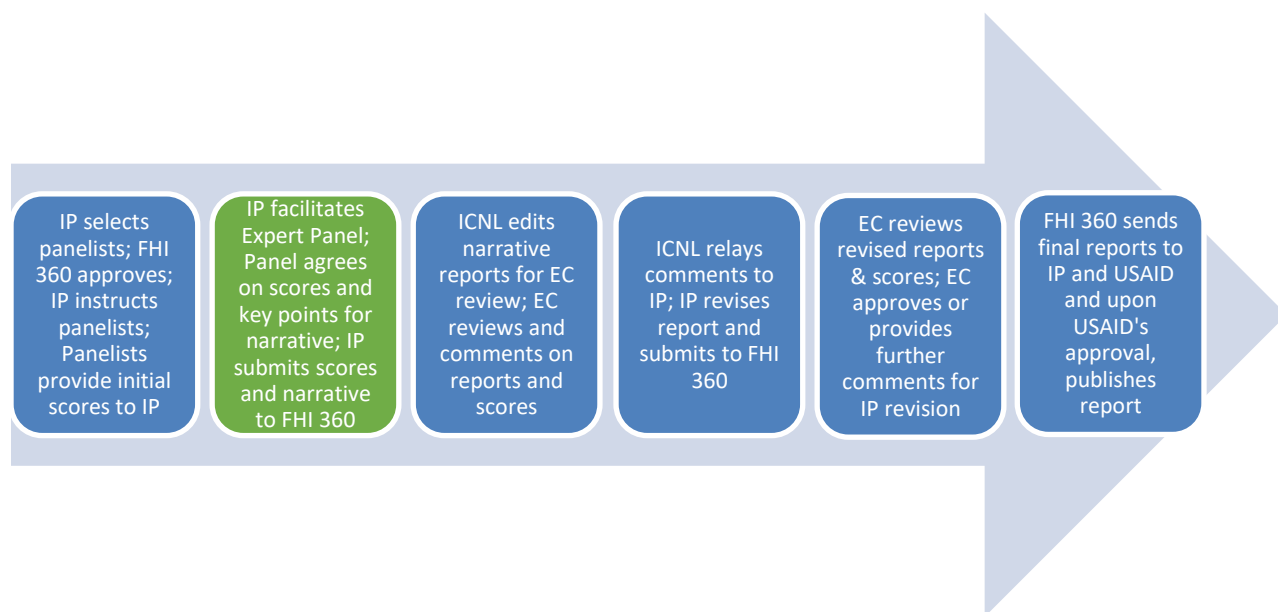 IP selects
panelists; FHI
360 approves;
IP instructs
panelists;
Panelists
provide initial
scores to IP
IP facilitates
Expert Panel;
Panel agrees
on scores and
key points for
narrative; IP
submits scores
and narrative
to FHI 360
ICNL edits
narrative
reports for EC
review; EC
reviews and
comments on
reports and
scores
ICNL relays
comments to
IP; IP revises
report and
submits to FHI
360
EC reviews
revised reports
& scores; EC
approves or
provides
further
comments for
IP revision
FHI 360 sends
final reports to
IP and USAID
and upon
USAID's
approval,
publishes
report